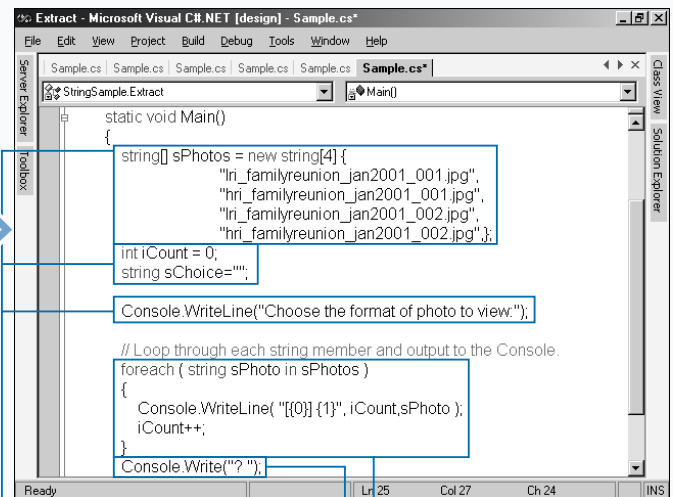 Extract - Microsoft Visual C#.NET [design] - Sample.cs*
File Edit View Project Build Debug Tools Window Help
Sample.cs Sample.cs Sample.cs Sample.cs Sample.cs Sample.cs*
StringSample.Extract Main()
Server Explorer
Toolbox
Class View
Solution Explorer
static void Main()
{
string[] sPhotos = new string[4] {
"lri_familyreunion_jan2001_001.jpg",
"hri_familyreunion_jan2001_001.jpg",
"lri_familyreunion_jan2001_002.jpg",
"hri_familyreunion_jan2001_002.jpg",};
int iCount = 0;
string sChoice="";
Console.WriteLine("Choose the format of photo to view:");
// Loop through each string member and output to the Console.
foreach ( string sPhoto in sPhotos )
{
Console.WriteLine( "[{0}] {1}", iCount,sPhoto );
iCount++;
}
Console.Write("? ");
Ready Ln 25 Col 27 Ch 24 INS